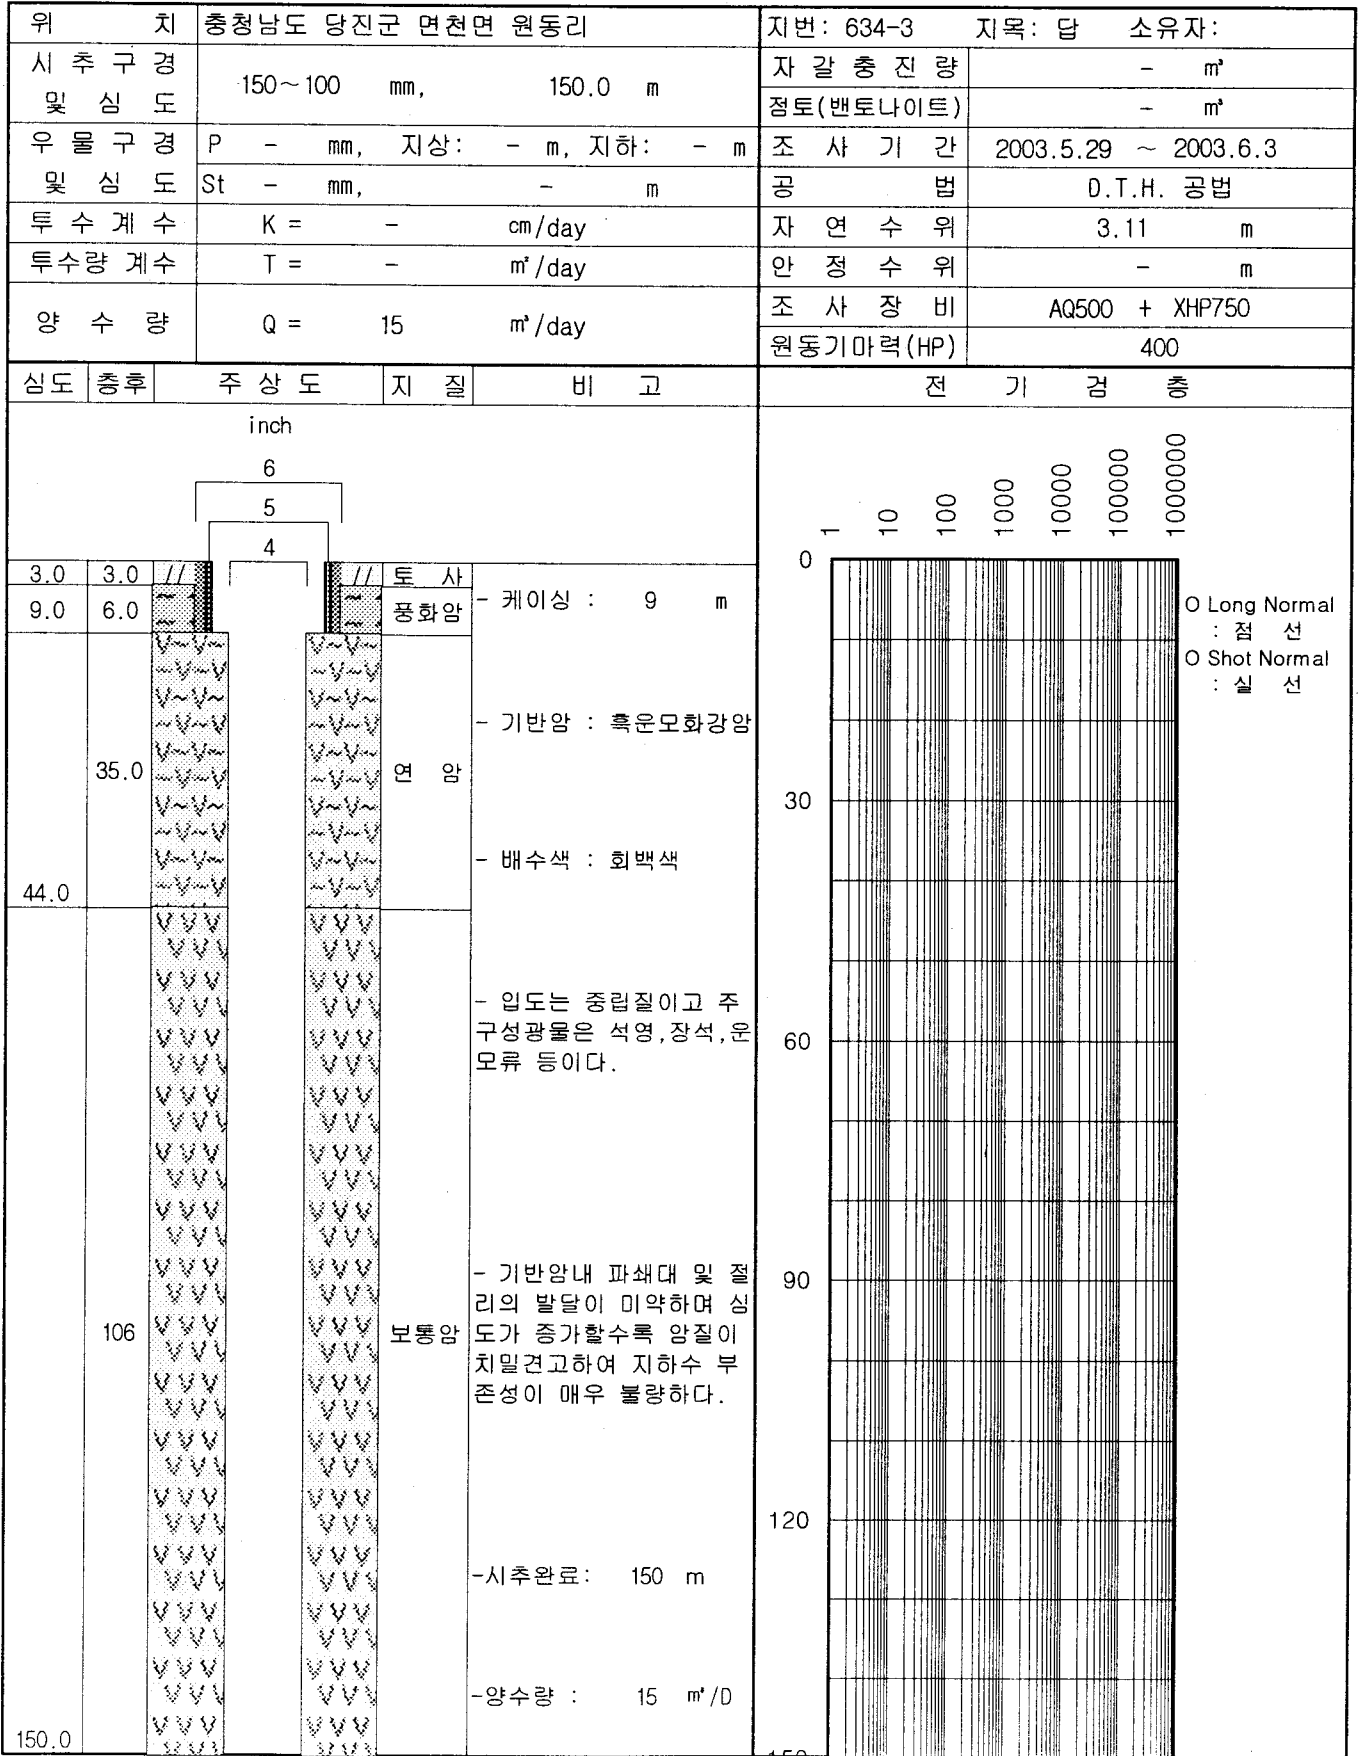 위 치 충청남도 당진군 면천면 원동리 지번: 634-3 지목: 답 소유자:
시 추 구 경 및 심 도 150~100 mm, 150.0 m
자 갈 충 진 량 - m³
점토(밴토나이트) - m³
우 물 구 경 및 심 도 P - mm, 지상: - m, 지하: - m
St - mm, - m
조 사 기 간 2003.5.29 ~ 2003.6.3
공 법 D.T.H. 공법
투 수 계 수 K = - cm/day
자 연 수 위 3.11 m
투수량 계수 T = - m²/day
안 정 수 위 - m
양 수 량 Q = 15 m³/day
조 사 장 비 AQ500 + XHP750
원동기마력(HP) 400
심도 층후 주 상 도 지 질 비 고 전 기 검 층
inch
6
5
4
3.0 3.0 토 사
9.0 6.0 풍화암
- 케이싱 : 9 m
- 기반암 : 흑운모화강암
35.0 연 암
- 배수색 : 회백색
44.0
- 입도는 중립질이고 주
구성광물은 석영,장석,운
모류 등이다.
- 기반암내 파쇄대 및 절
리의 발달이 미약하며 심
106 보통암 도가 증가할수록 암질이
치밀견고하여 지하수 부
존성이 매우 불량하다.
-시추완료: 150 m
-양수량 : 15 m³/D
150.0
1 10 100 1000 10000 100000 1000000
0
30
60
90
120
150
O Long Normal
: 점 선
O Shot Normal
: 실 선